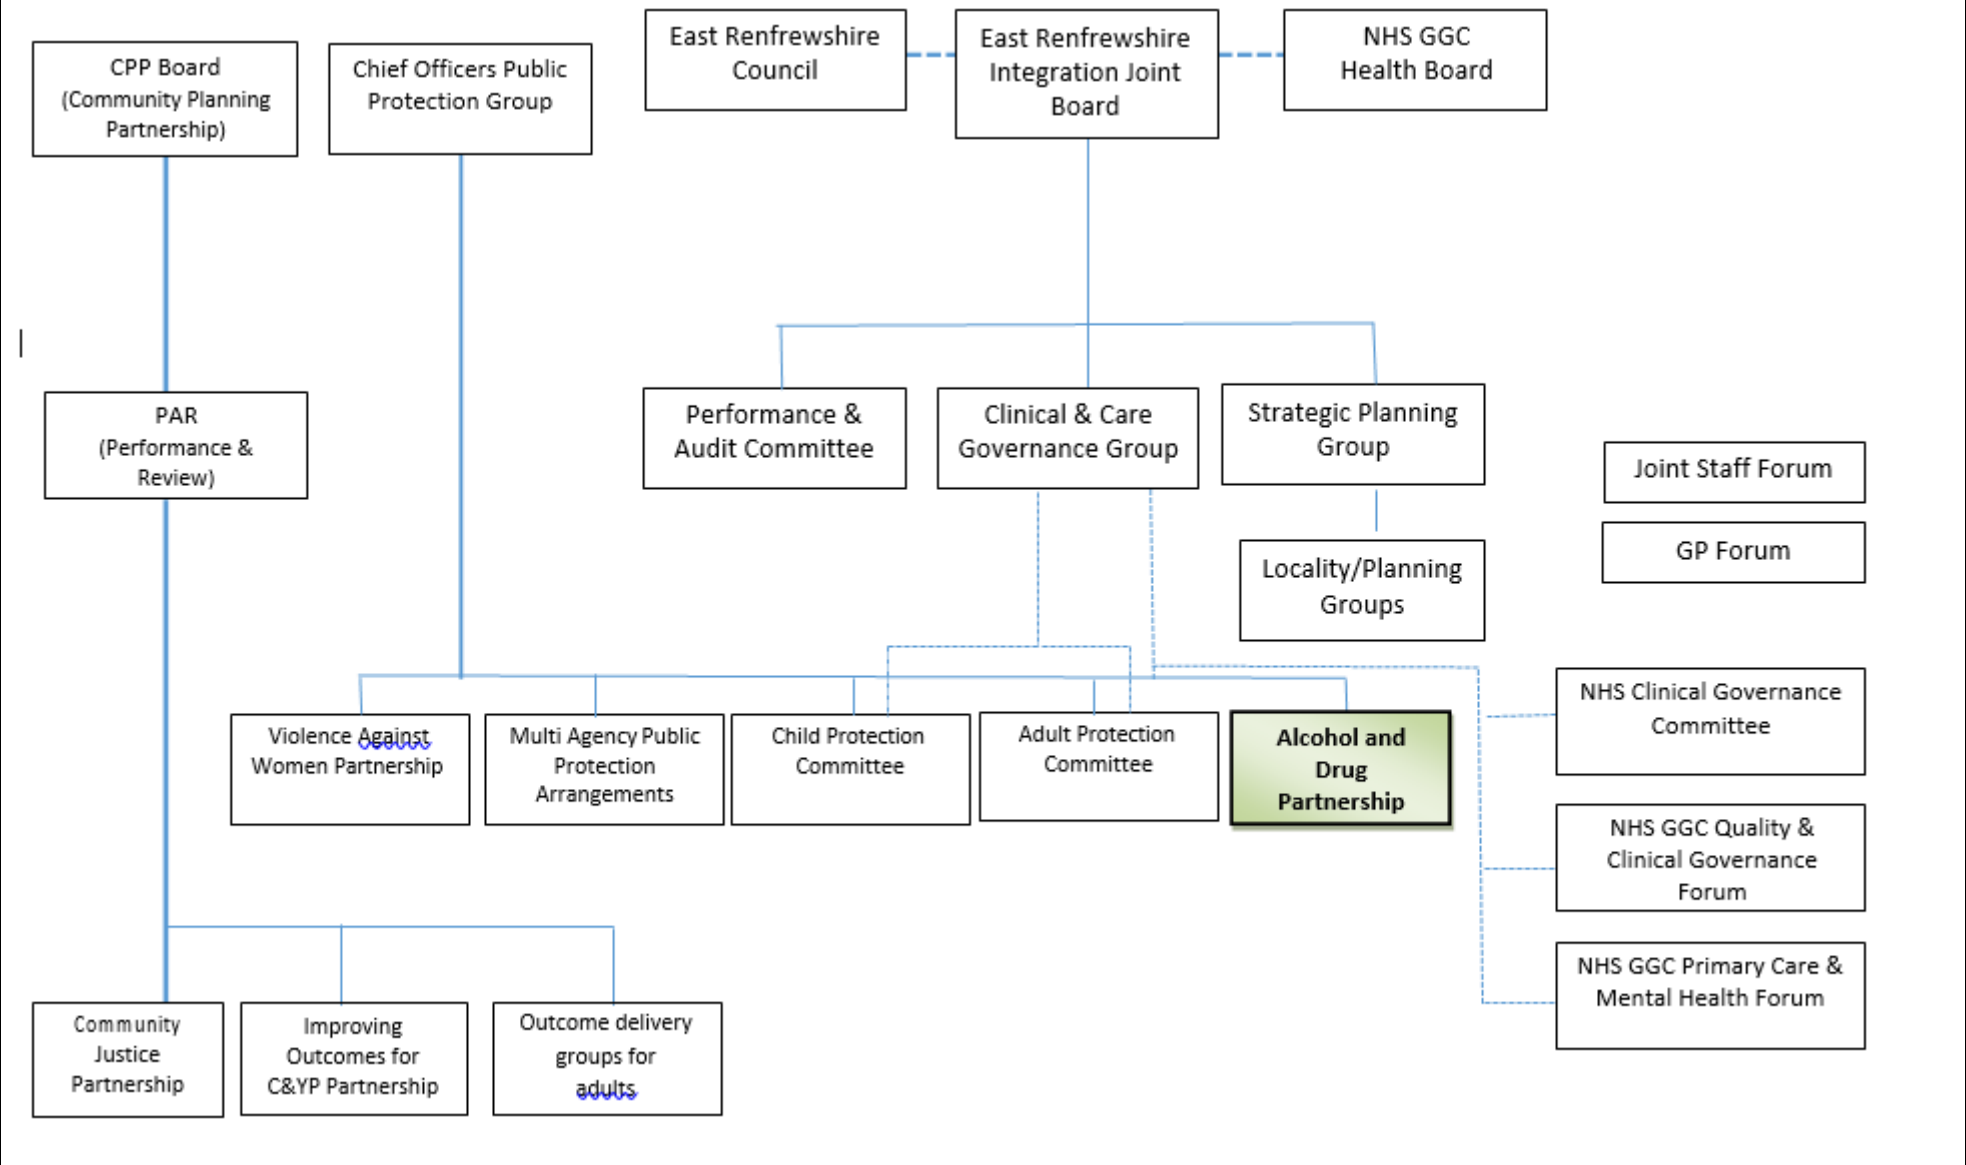 CPP Board
(Community Planning
Partnership)
Chief Officers Public
Protection Group
East Renfrewshire
Council
East Renfrewshire
Integration Joint
Board
NHS GGC
Health Board
PAR
(Performance &
Review)
Performance &
Audit Committee
Clinical & Care
Governance Group
Strategic Planning
Group
Joint Staff Forum
GP Forum
Locality/Planning
Groups
Violence Against
Women Partnership
Multi Agency Public
Protection
Arrangements
Child Protection
Committee
Adult Protection
Committee
Alcohol and
Drug
Partnership
NHS Clinical Governance
Committee
NHS GGC Quality &
Clinical Governance
Forum
NHS GGC Primary Care &
Mental Health Forum
Community
Justice
Partnership
Improving
Outcomes for
C&YP Partnership
Outcome delivery
groups for
adults